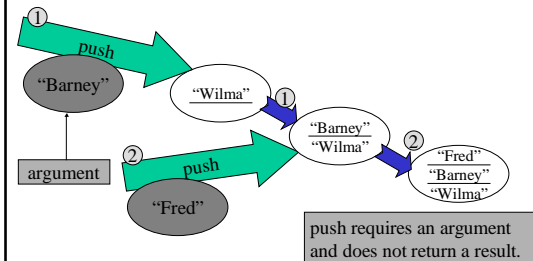 1
push
“Barney”
argument
“Wilma”
1
“Barney”
“Wilma”
2
push
“Fred”
2
“Fred”
“Barney”
“Wilma”
push requires an argument
and does not return a result.